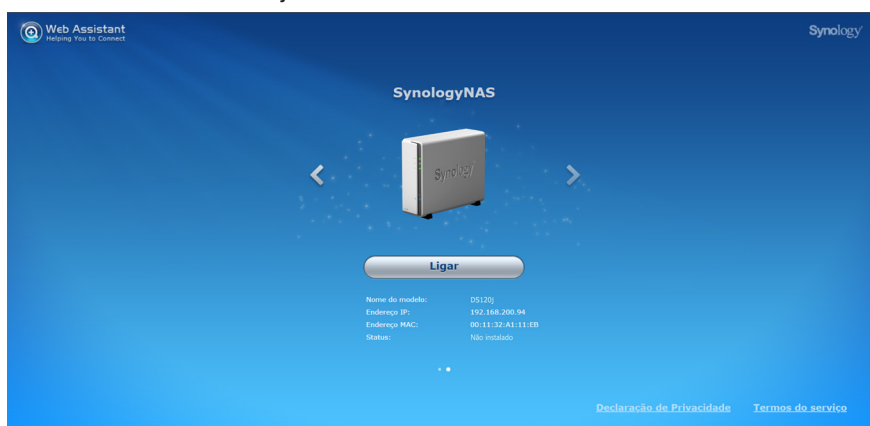 Web Assistant
Helping You to Connect
Synology
SynologyNAS
Synology
Ligar
Nome do modelo: DS120j
Endereço IP: 192.168.200.94
Endereço MAC: 00:11:32:A1:11:EB
Status: Não instalado
Declaração de Privacidade Termos do serviço